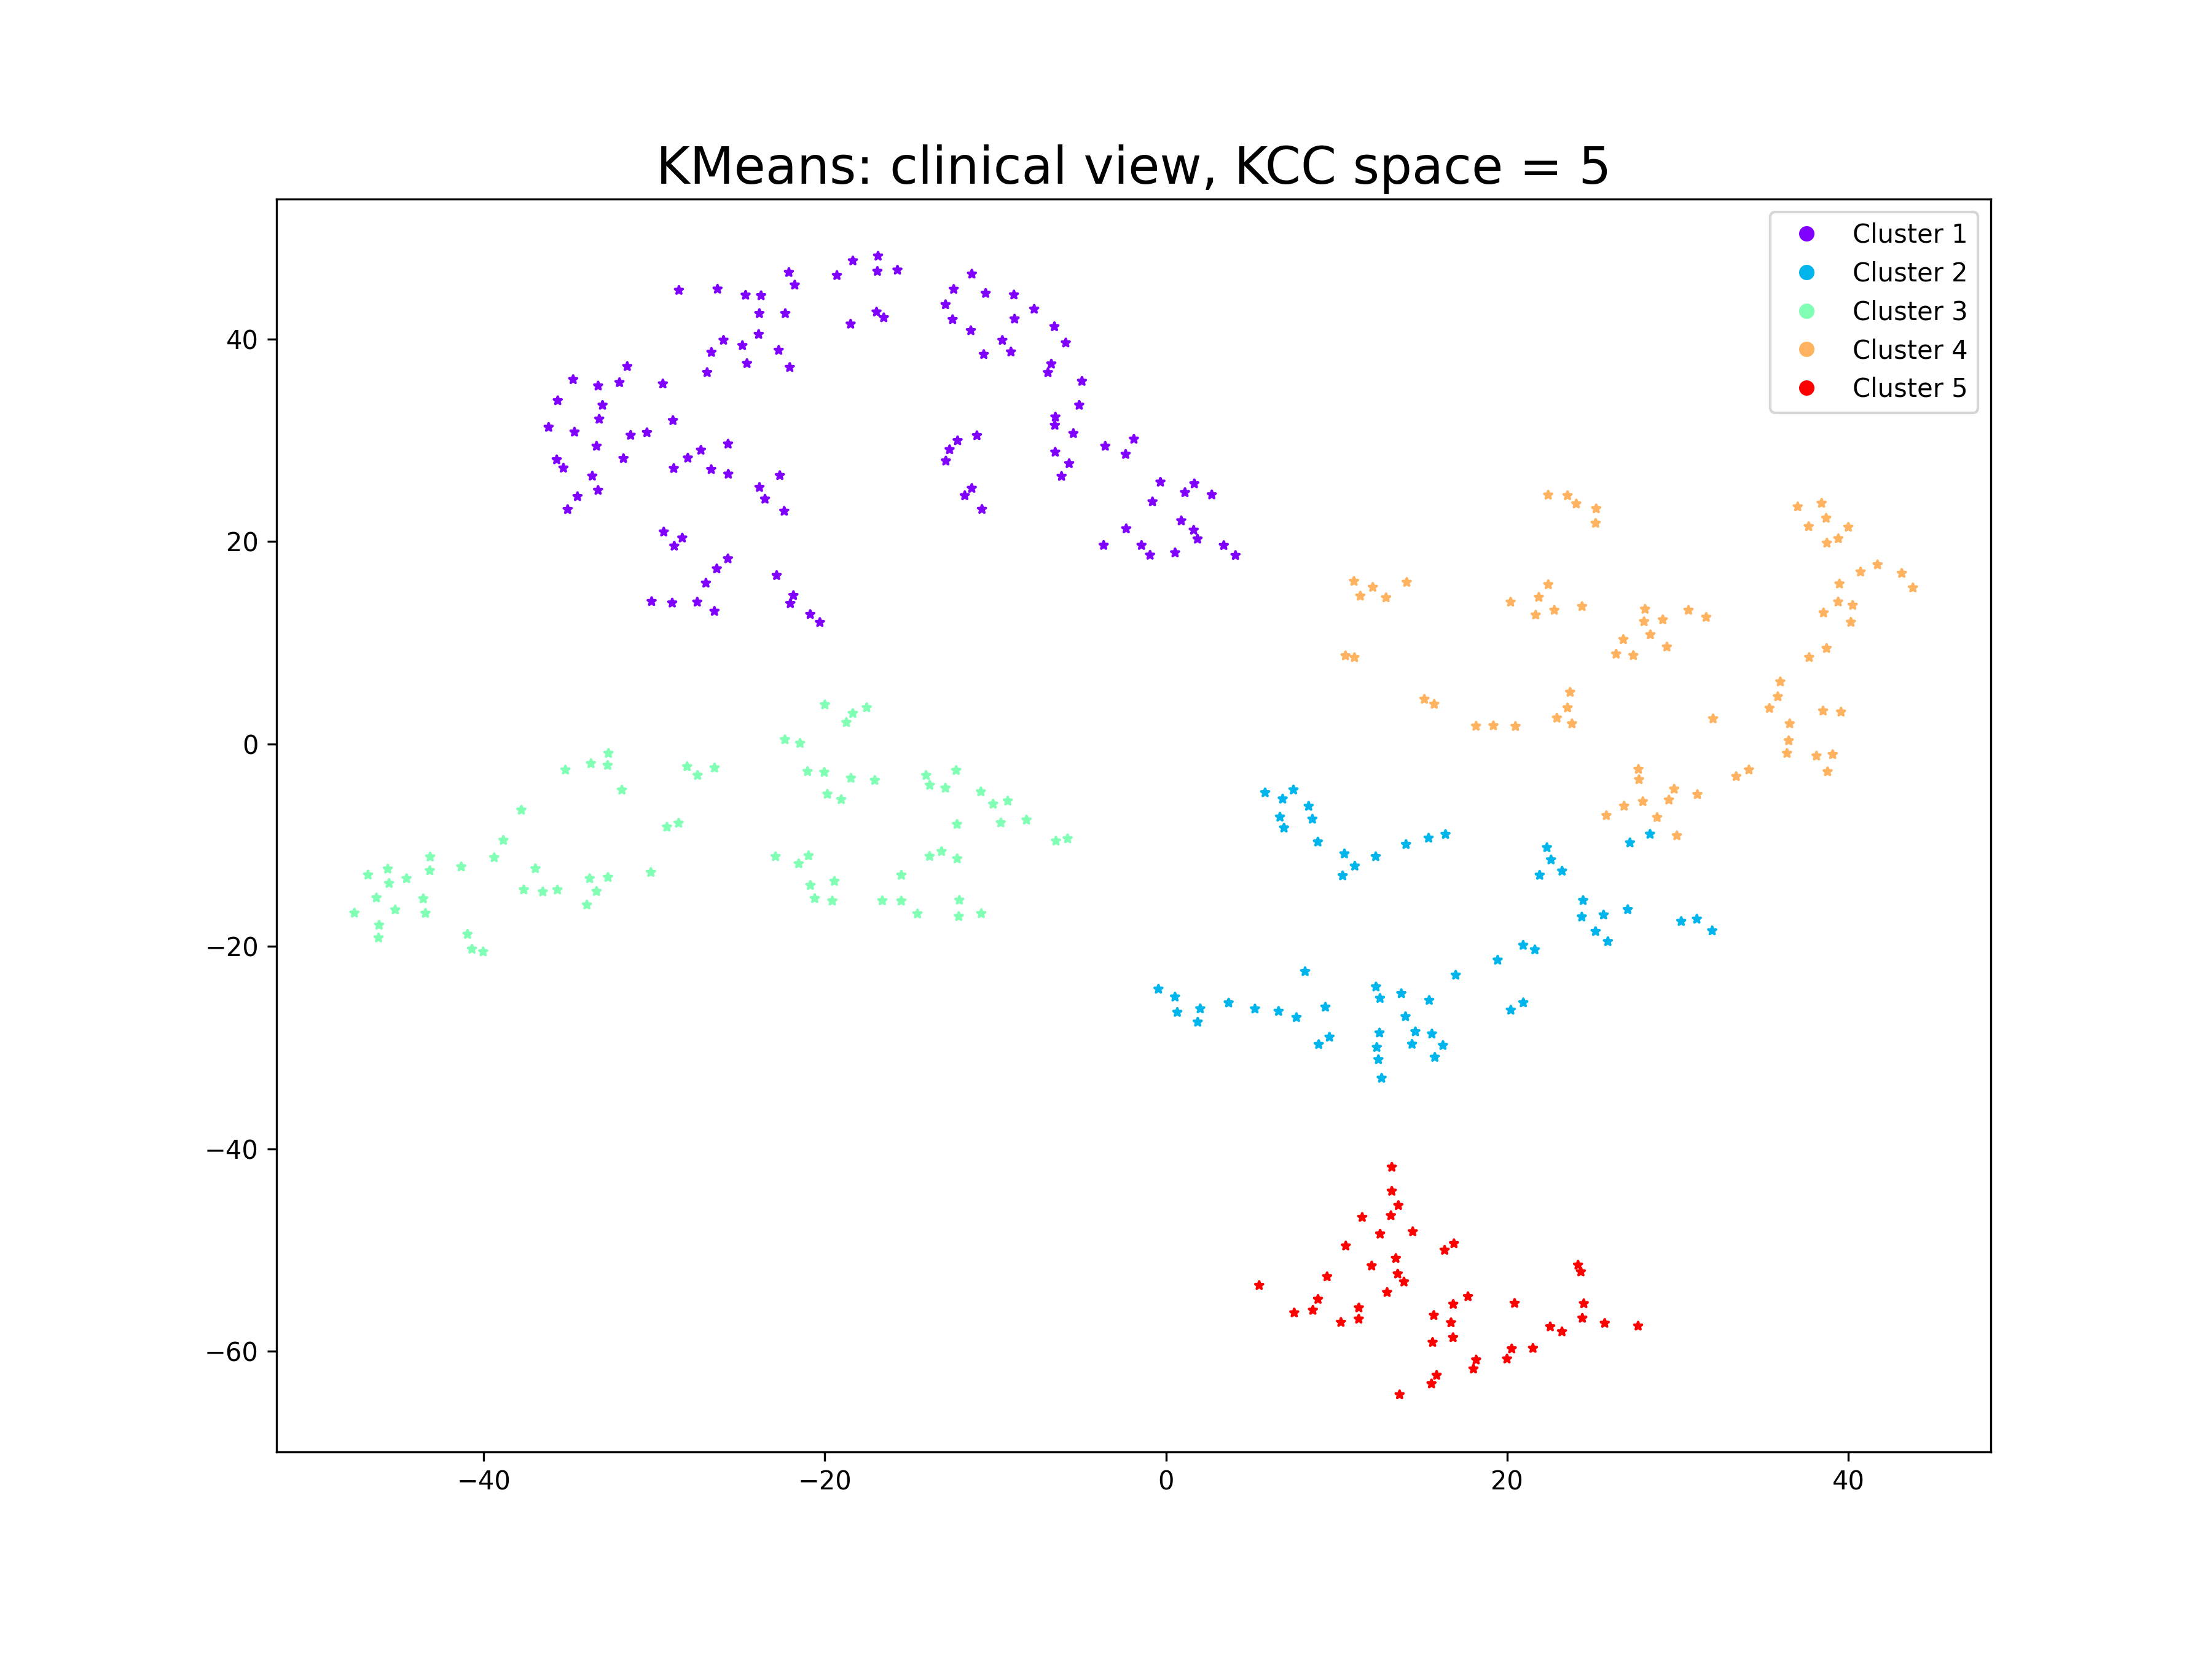 KMeans: clinical view, KCC space = 5
Cluster 1
Cluster 2
Cluster 3
Cluster 4
Cluster 5
40
20
0
−20
−40
−60
−40 −20 0 20 40